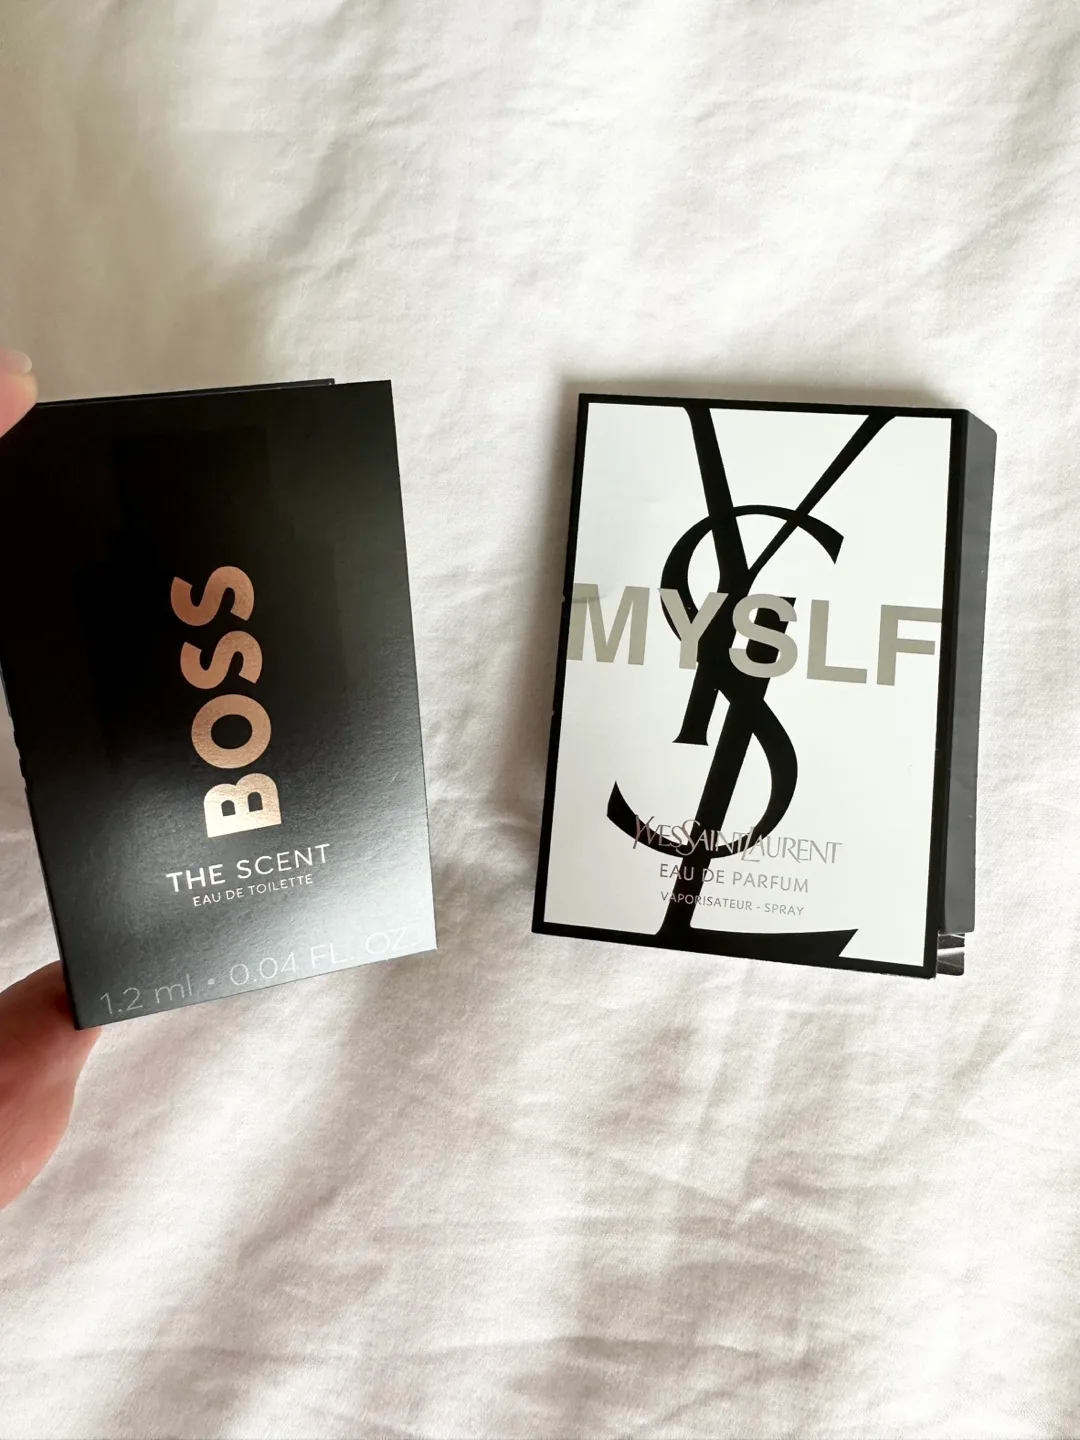 BOSS
THE SCENT
EAU DE TOILETTE
1.2 ml • 0.04 FL. OZ.
YSL
MYSLF
YVESSAINTLAURENT
EAU DE PARFUM
VAPORISATEUR - SPRAY